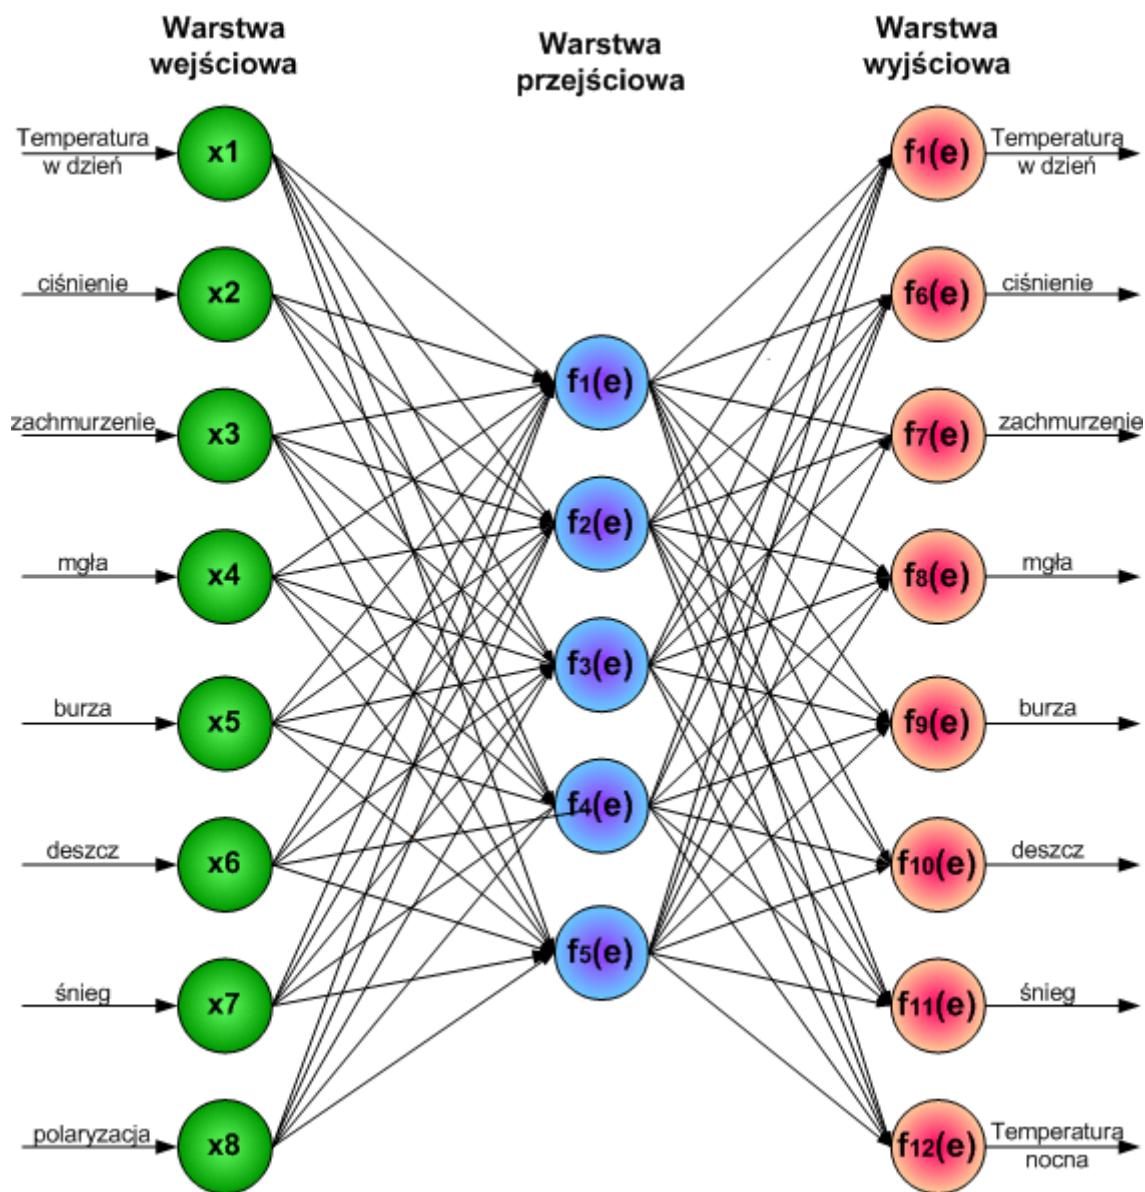 Warstwa
wejściowa
Warstwa
przejściowa
Warstwa
wyjściowa
Temperatura
w dzień
x1
f1(e)
Temperatura
w dzień
ciśnienie
x2
f6(e)
ciśnienie
f1(e)
zachmurzenie
x3
f7(e)
zachmurzenie
f2(e)
mgła
x4
f8(e)
mgła
f3(e)
burza
x5
f9(e)
burza
f4(e)
deszcz
x6
f10(e)
deszcz
f5(e)
śnieg
x7
f11(e)
śnieg
polaryzacja
x8
f12(e)
Temperatura
nocna